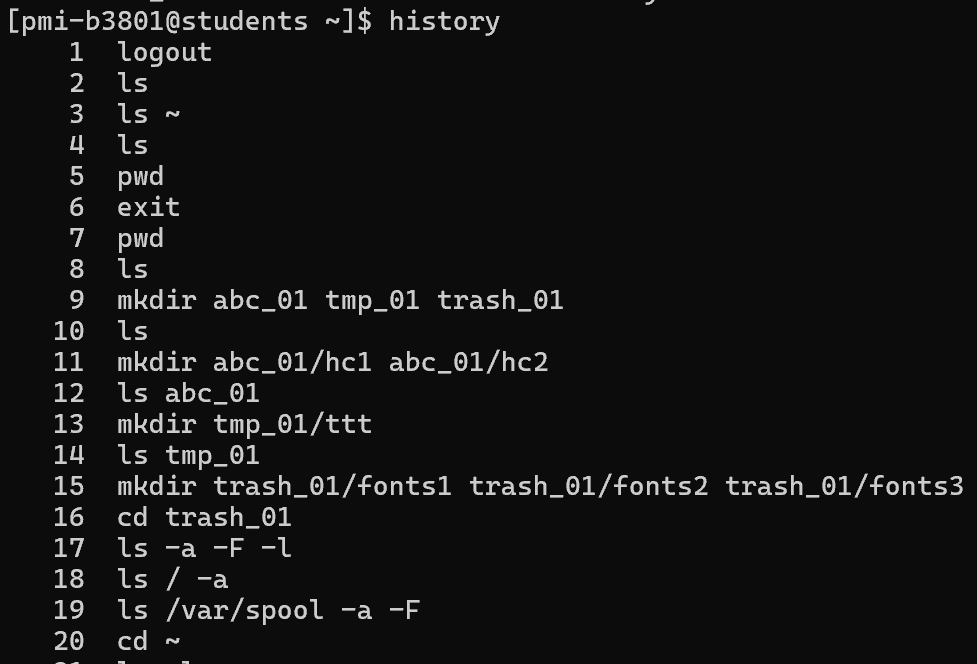 [pmi-b3801@students ~]$ history
1 logout
2 ls
3 ls ~
4 ls
5 pwd
6 exit
7 pwd
8 ls
9 mkdir abc_01 tmp_01 trash_01
10 ls
11 mkdir abc_01/hc1 abc_01/hc2
12 ls abc_01
13 mkdir tmp_01/ttt
14 ls tmp_01
15 mkdir trash_01/fonts1 trash_01/fonts2 trash_01/fonts3
16 cd trash_01
17 ls -a -F -l
18 ls / -a
19 ls /var/spool -a -F
20 cd ~